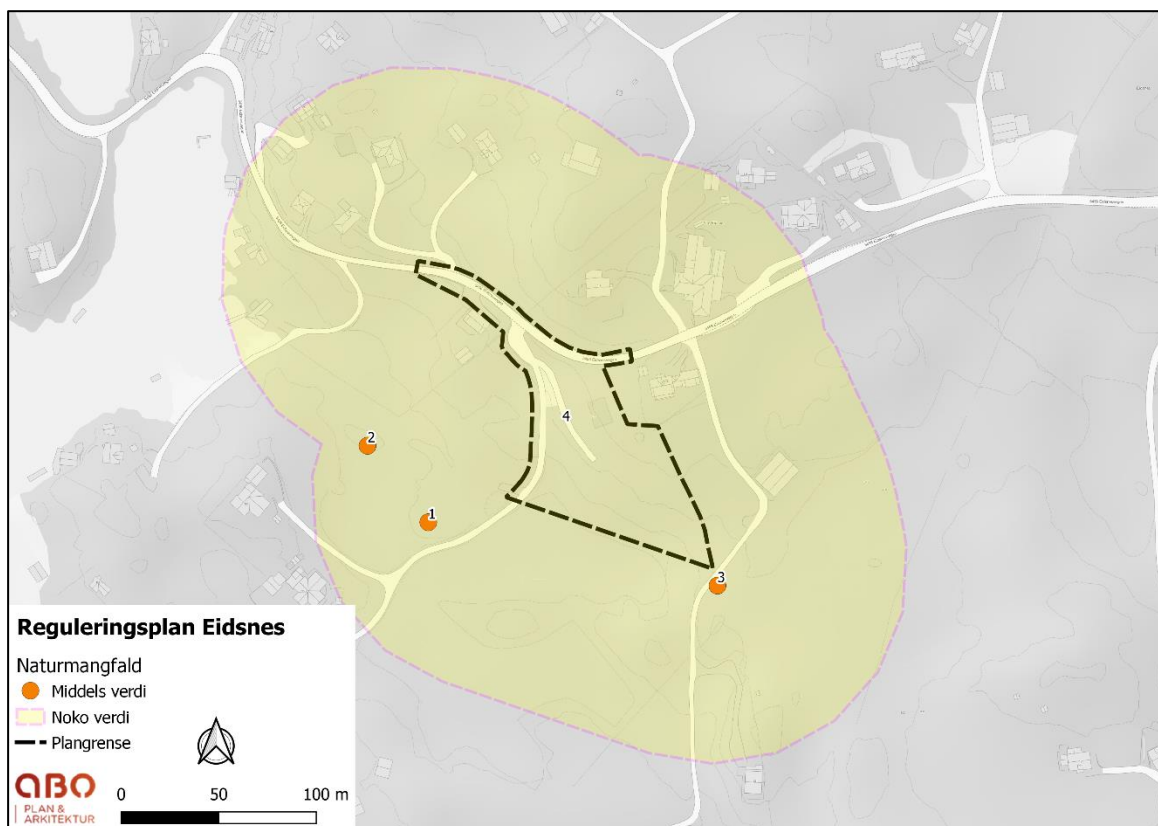 4
2
1
3
Reguleringsplan Eidsnes
Naturmangfald
Middels verdi
Noko verdi
Plangrense
ABO
PLAN &
ARKITEKTUR
0 50 100 m